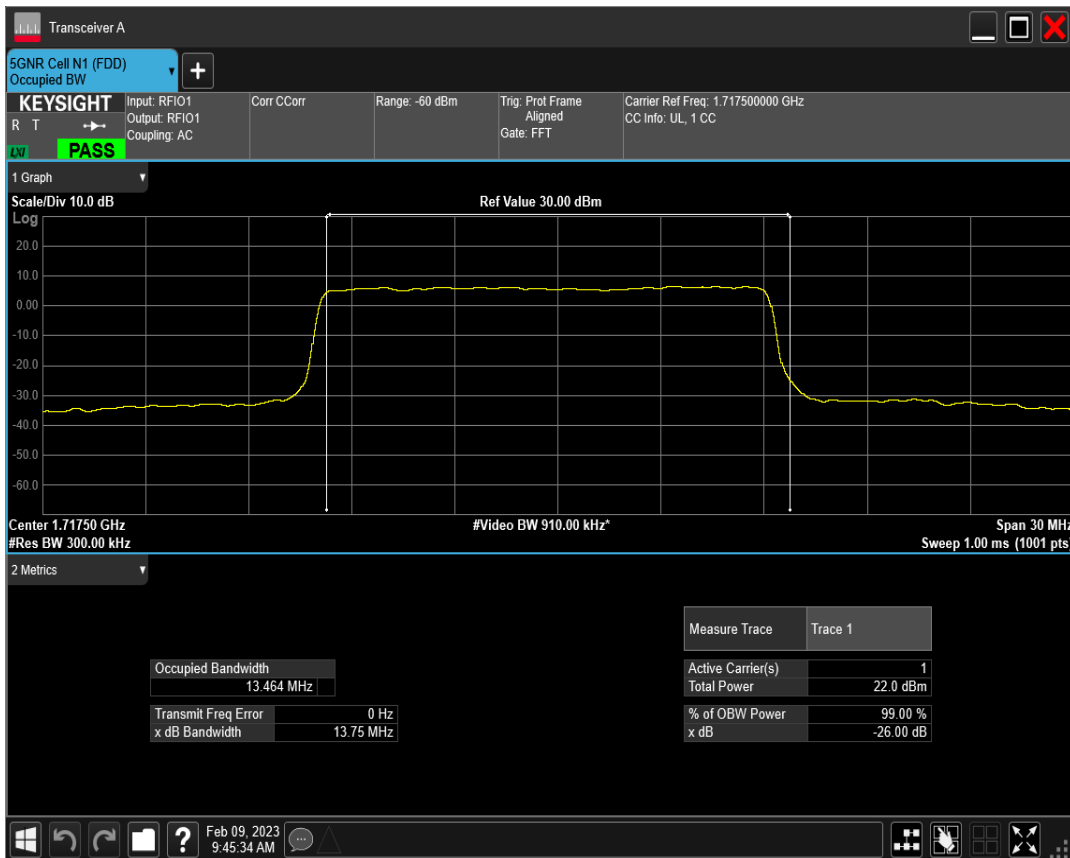 Transceiver A
5GNR Cell N1 (FDD)
Occupied BW
+
KEYSIGHT
R T
LXI
PASS
Input: RFIO1
Output: RFIO1
Coupling: AC
Corr CCorr
Range: -60 dBm
Trig: Prot Frame
Aligned
Gate: FFT
Carrier Ref Freq: 1.717500000 GHz
CC Info: UL, 1 CC
1 Graph
Scale/Div 10.0 dB
Ref Value 30.00 dBm
Log
20.0
10.0
0.00
-10.0
-20.0
-30.0
-40.0
-50.0
-60.0
Center 1.71750 GHz
#Video BW 910.00 kHz*
Span 30 MHz
#Res BW 300.00 kHz
Sweep 1.00 ms (1001 pts)
2 Metrics
Measure Trace Trace 1
Occupied Bandwidth
13.464 MHz
Active Carrier(s) 1
Total Power 22.0 dBm
Transmit Freq Error 0 Hz
x dB Bandwidth 13.75 MHz
% of OBW Power 99.00 %
x dB -26.00 dB
?
Feb 09, 2023
9:45:34 AM